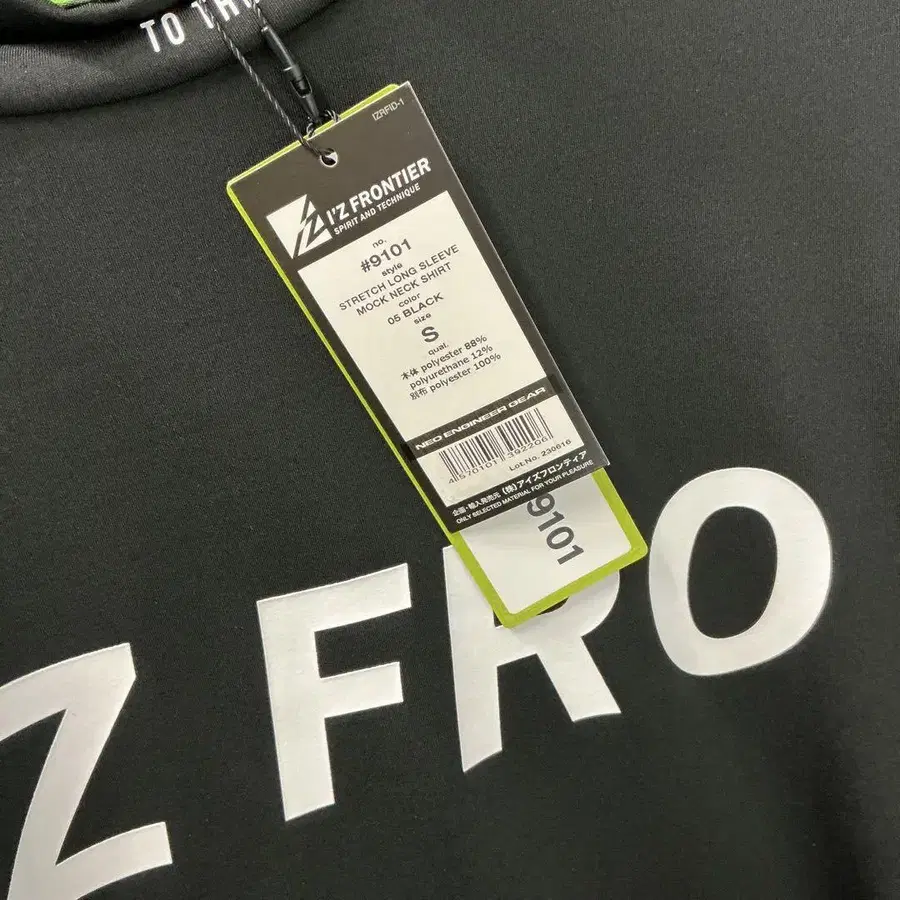 TO TH
IZRFID-1
I'Z FRONTIER
SPIRIT AND TECHNIQUE
no.
#9101
style
STRETCH LONG SLEEVE
MOCK NECK SHIRT
color
05 BLACK
size
S
qual.
本体 polyester 88%
polyurethane 12%
別布 polyester 100%
NEO ENGINEER GEAR
4570101392206
Lot.No. 230616
企画・輸入発売元 (株)アイズフロンティア
ONLY SELECTED MATERIAL FOR YOUR PLEASURE
9101
Z FRO